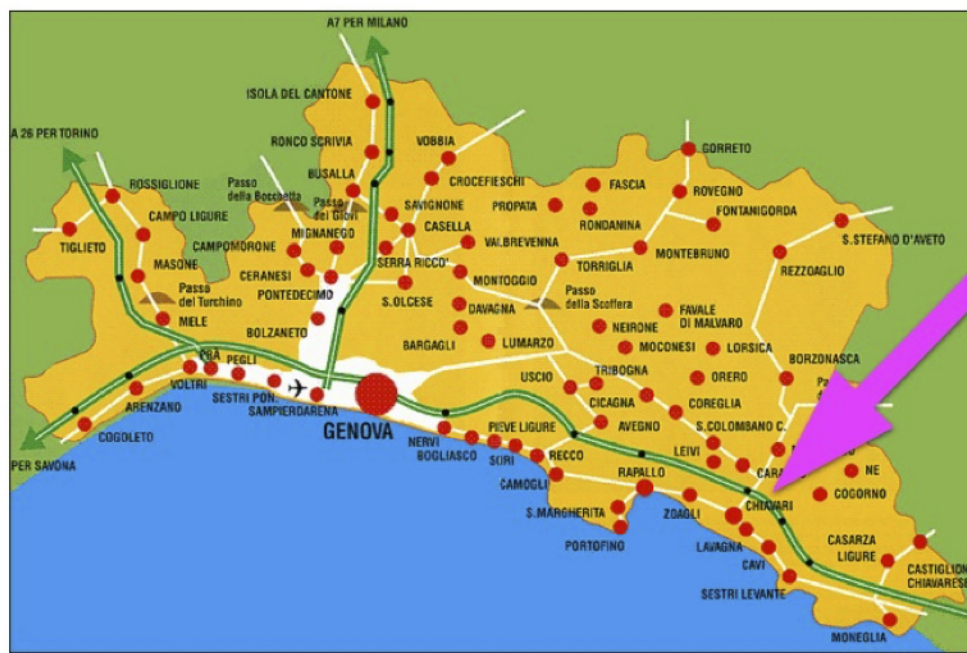 A7 PER MILANO
ISOLA DEL CANTONE
A 26 PER TORINO
RONCO SCRIVIA
VOBBIA
GORRETO
BUSALLA
CROCEFIESCHI
ROSSIGLIONE
Passo
della Bocchetta
Passo
dei Giovi
FASCIA
ROVEGNO
CAMPO LIGURE
SAVIGNONE
PROPATA
RONDANINA
FONTANIGORDA
MIGNANEGO
CASELLA
S.STEFANO D'AVETO
TIGLIETO
CAMPOMORONE
VALBREVENNA
MONTEBRUNO
MASONE
CERANESI
SERRA RICCO'
TORRIGLIA
REZZOAGLIO
MONTOGGIO
PONTEDECIMO
S.OLCESE
Passo
del Turchino
Passo
della Scoffera
DAVAGNA
FAVALE
DI MALVARO
MELE
BOLZANETO
NEIRONE
BARGAGLI
LUMARZO
MOCONESI
LORSICA
BORZONASCA
PRÀ
PEGLI
VOLTRI
TRIBOGNA
ORERO
USCIO
SESTRI PON.
ARENZANO
SAMPIERDARENA
CICAGNA
COREGLIA
COGOLETO
GENOVA
PIEVE LIGURE
AVEGNO
S.COLOMBANO C.
NERVI
BOGLIASCO
SORI
RECCO
LEIVI
PER SAVONA
CAMOGLI
RAPALLO
NE
COGORNO
CHIAVARI
S.MARGHERITA
ZOAGLI
PORTOFINO
LAVAGNA
CASARZA
LIGURE
CAVI
CASTIGLION
CHIAVARESE
SESTRI LEVANTE
MONEGLIA